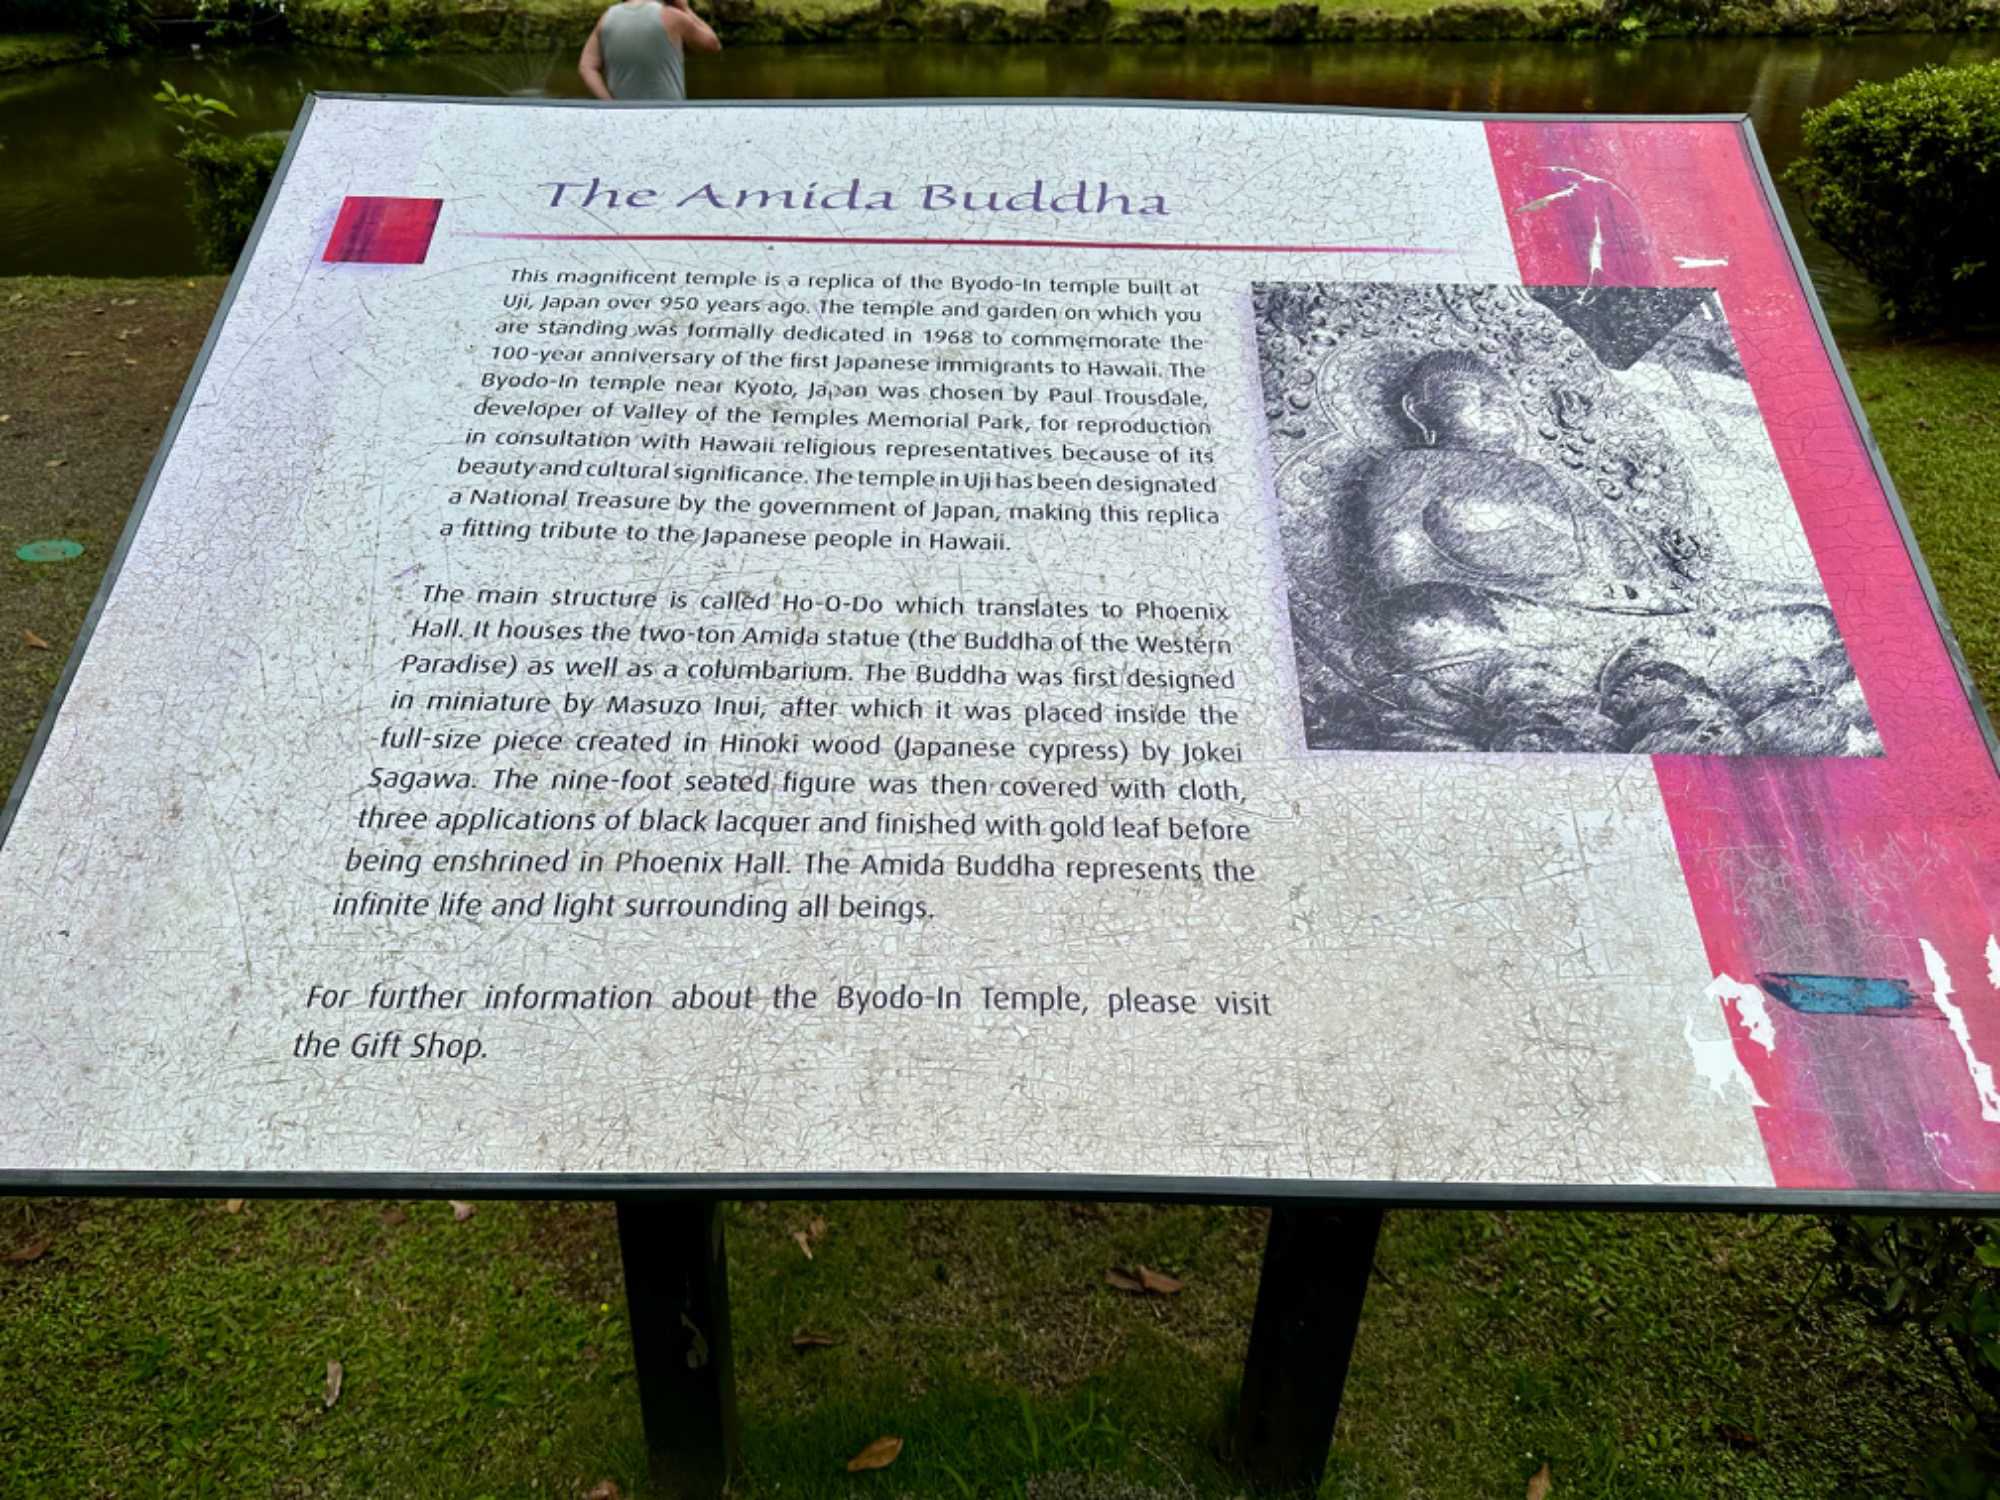 The Amida Buddha
This magnificent temple is a replica of the Byodo-In temple built at
Uji, Japan over 950 years ago. The temple and garden on which you
are standing was formally dedicated in 1968 to commemorate the
100-year anniversary of the first Japanese immigrants to Hawaii. The
Byodo-In temple near Kyoto, Japan was chosen by Paul Trousdale,
developer of Valley of the Temples Memorial Park, for reproduction
in consultation with Hawaii religious representatives because of its
beauty and cultural significance. The temple in Uji has been designated
a National Treasure by the government of Japan, making this replica
a fitting tribute to the Japanese people in Hawaii.
The main structure is called Ho-O-Do which translates to Phoenix
Hall. It houses the two-ton Amida statue (the Buddha of the Western
Paradise) as well as a columbarium. The Buddha was first designed
in miniature by Masuzo Inui, after which it was placed inside the
full-size piece created in Hinoki wood (Japanese cypress) by Jokei
Sagawa. The nine-foot seated figure was then covered with cloth,
three applications of black lacquer and finished with gold leaf before
being enshrined in Phoenix Hall. The Amida Buddha represents the
infinite life and light surrounding all beings.
For further information about the Byodo-In Temple, please visit
the Gift Shop.